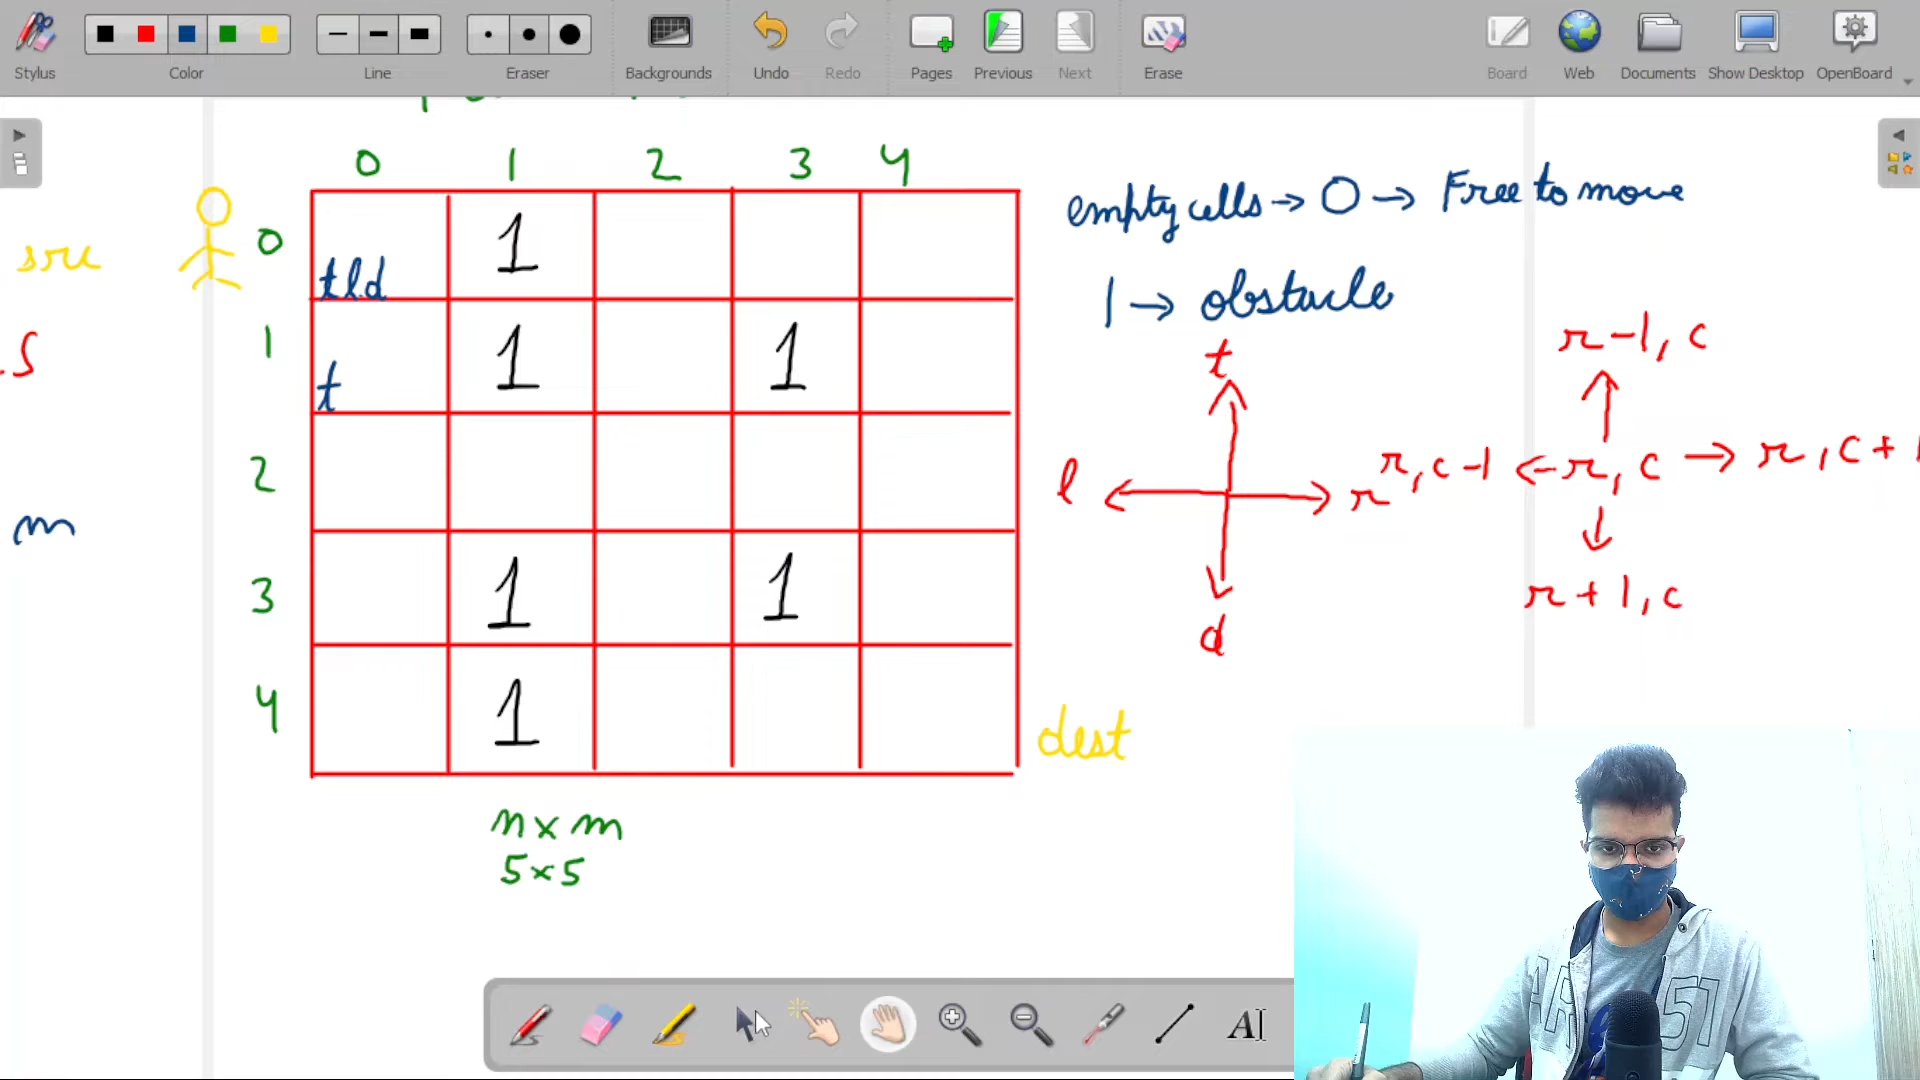 Stylus
Color
Line
Eraser
Backgrounds
Undo
Redo
Pages
Previous
Next
Erase
Board
Web
Documents
Show Desktop
OpenBoard
0 1 2 3 4
src
0 tld 1
1 t 1 1
2
3 1 1
4 1
S
m
n x m
5 x 5
dest
empty cells → 0 → Free to move
1 → obstacle
t
l r
d
r-1, c
r, c-1 ← r, c → r, c+1
r+1, c
A
51